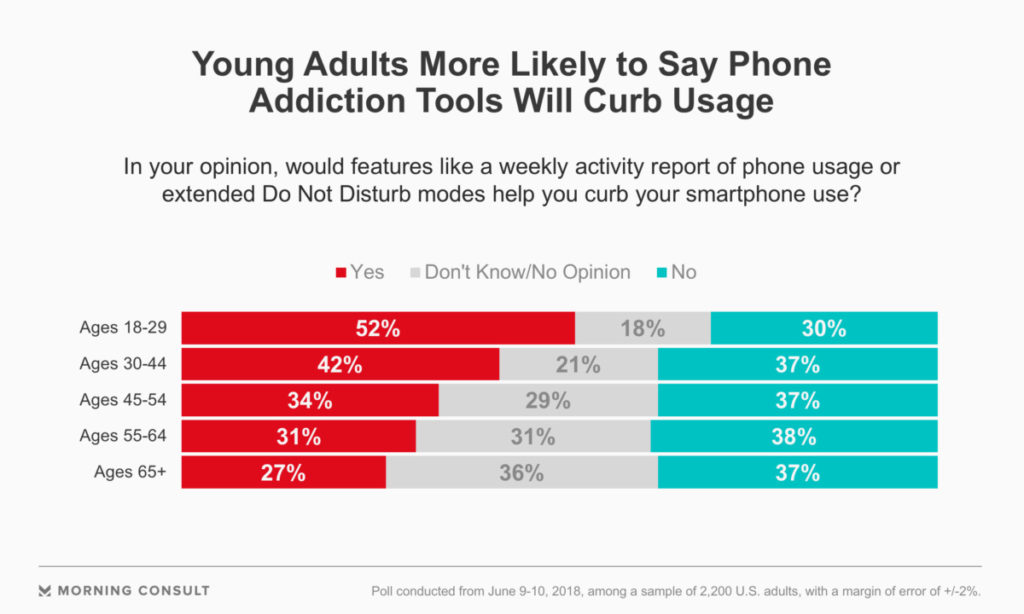 Young Adults More Likely to Say Phone
Addiction Tools Will Curb Usage
In your opinion, would features like a weekly activity report of phone usage or
extended Do Not Disturb modes help you curb your smartphone use?
Yes Don't Know/No Opinion No
Ages 18-29 52% 18% 30%
Ages 30-44 42% 21% 37%
Ages 45-54 34% 29% 37%
Ages 55-64 31% 31% 38%
Ages 65+ 27% 36% 37%
MORNING CONSULT Poll conducted from June 9-10, 2018, among a sample of 2,200 U.S. adults, with a margin of error of +/-2%.